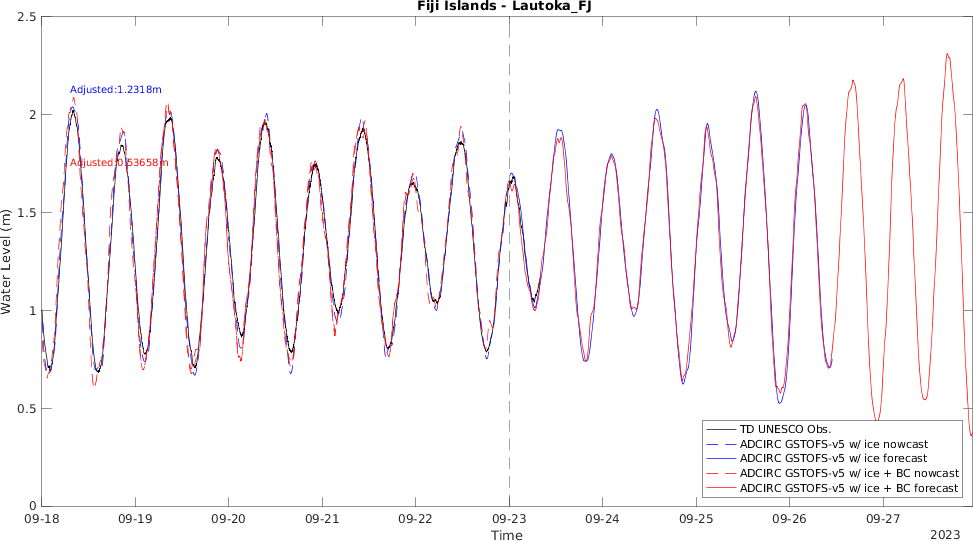 Fiji Islands - Lautoka_FJ
2.5
2
1.5
1
0.5
0
Water Level (m)
Adjusted:1.2318m
Adjusted:0.53658m
TD UNESCO Obs.
ADCIRC GSTOFS-v5 w/ ice nowcast
ADCIRC GSTOFS-v5 w/ ice forecast
ADCIRC GSTOFS-v5 w/ ice + BC nowcast
ADCIRC GSTOFS-v5 w/ ice + BC forecast
09-18 09-19 09-20 09-21 09-22 09-23 09-24 09-25 09-26 09-27
Time
2023